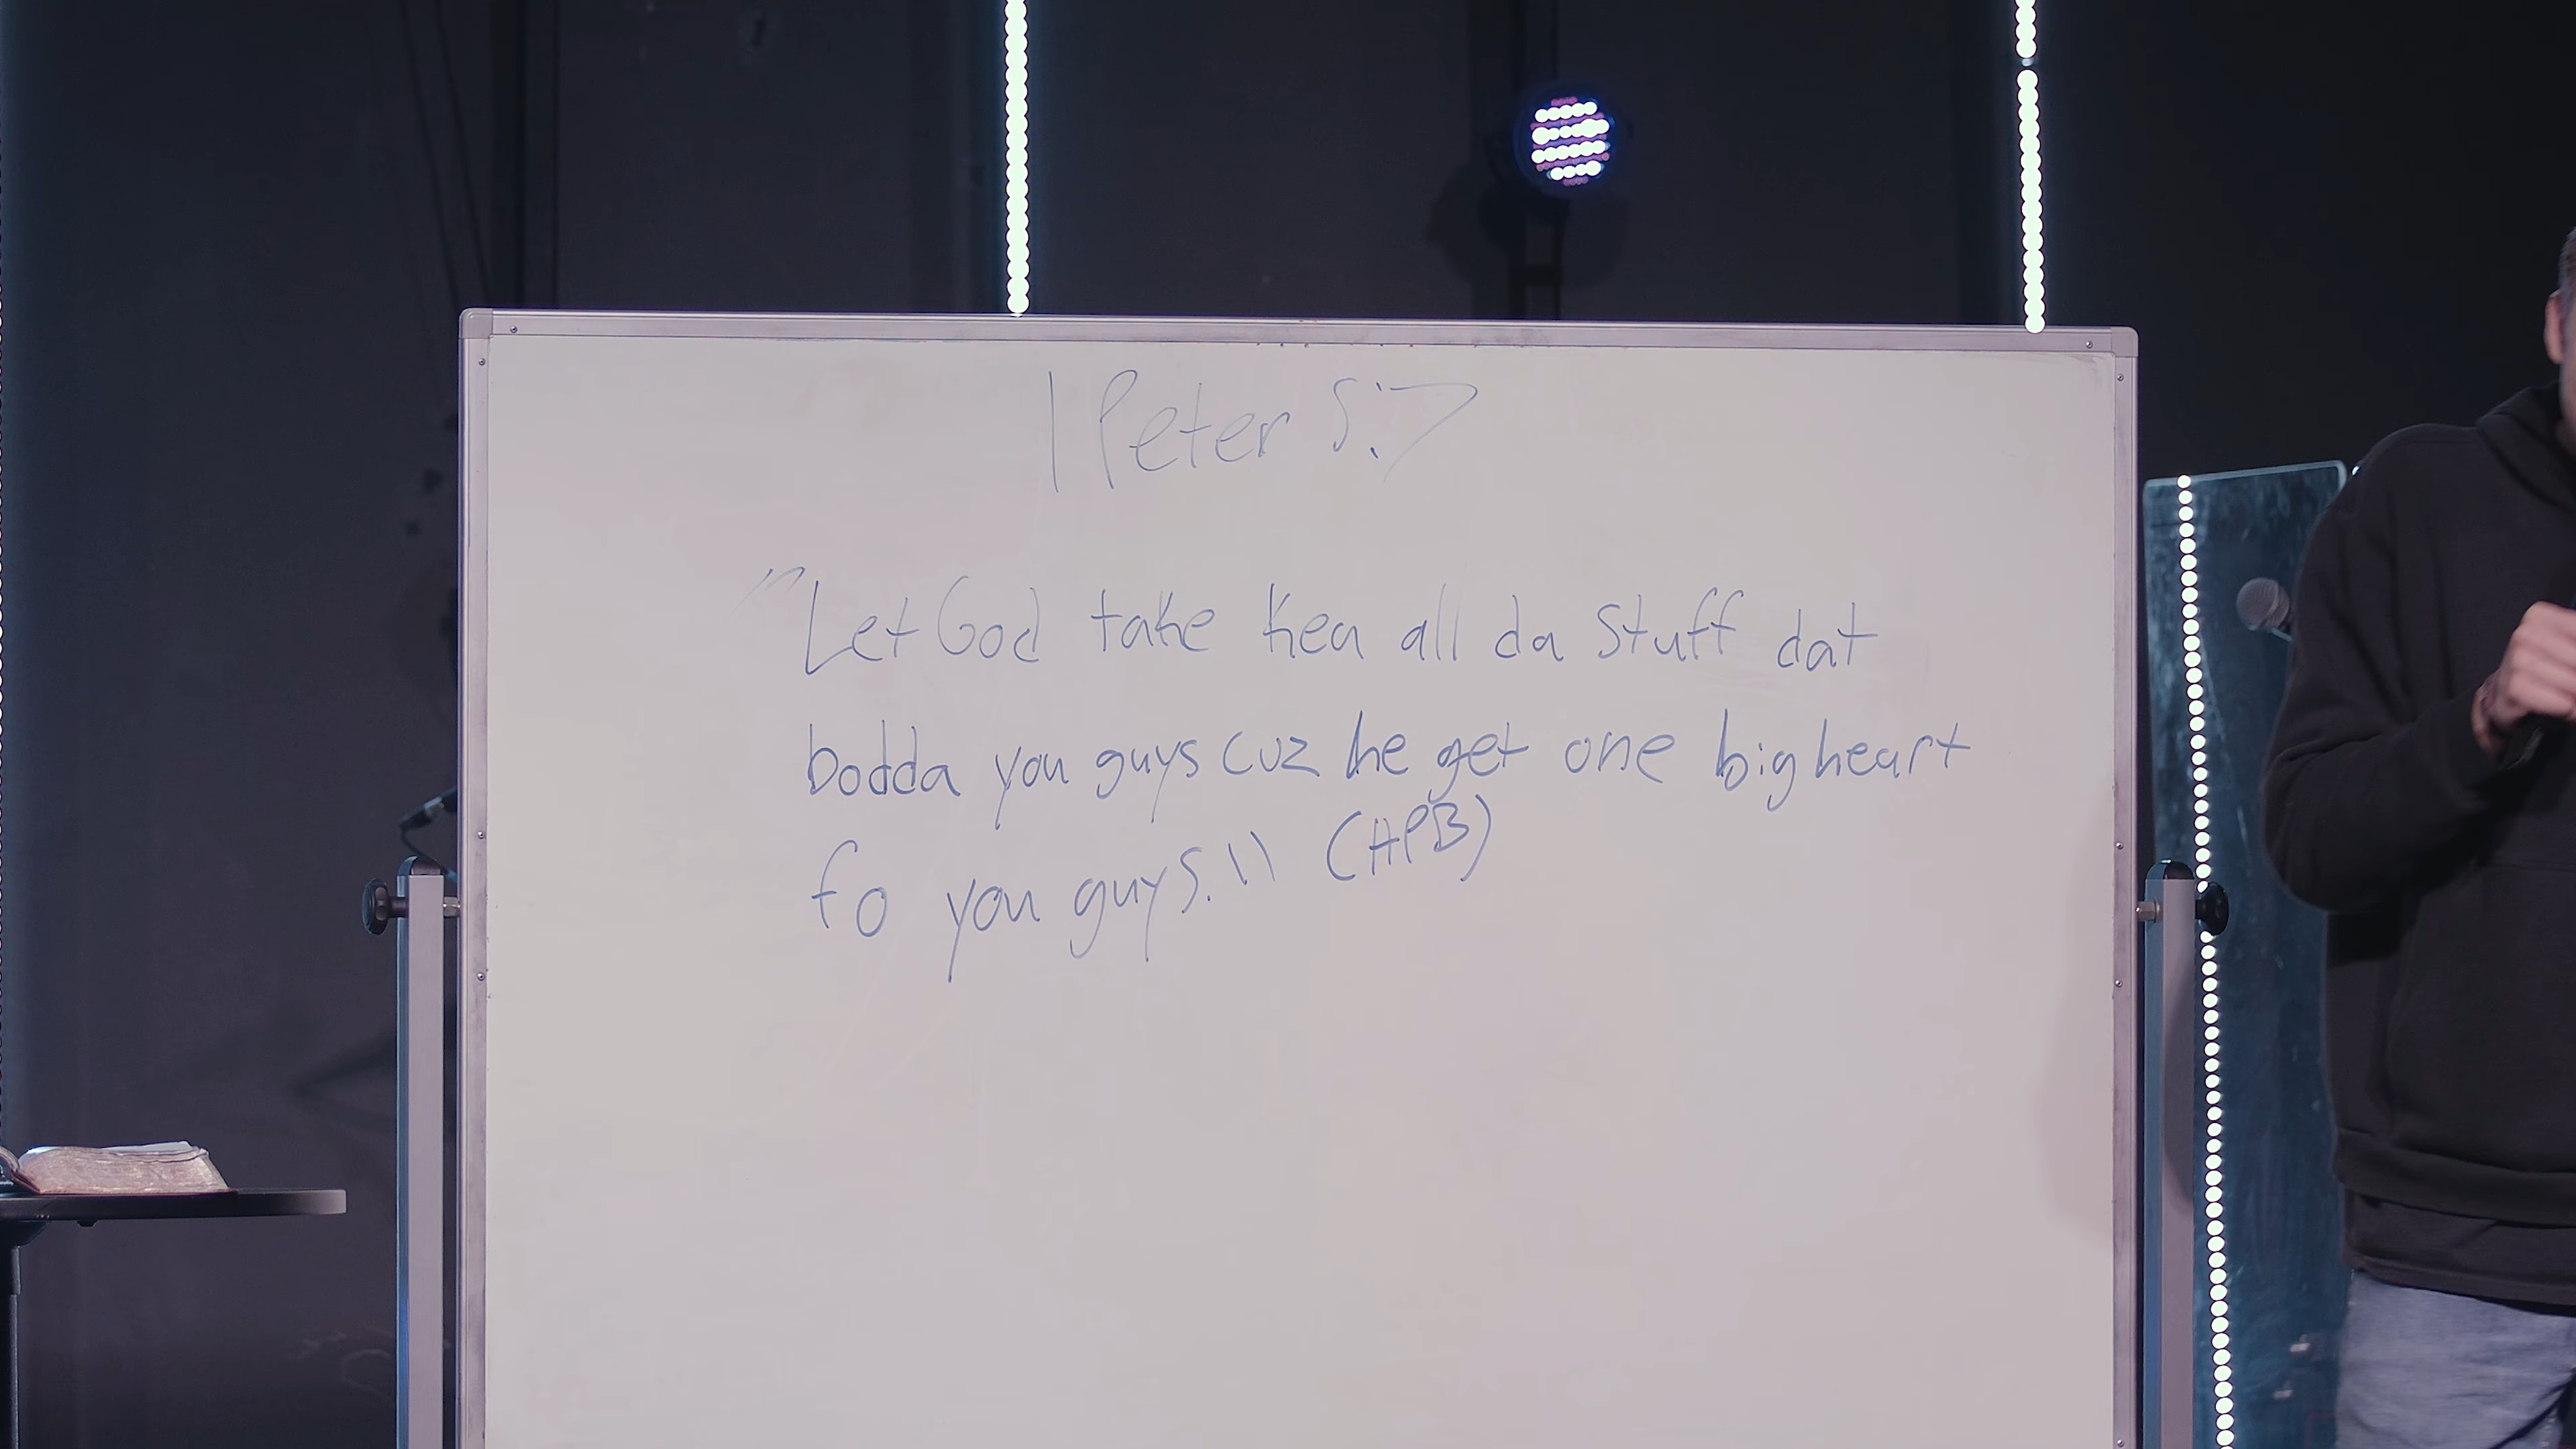 1 Peter 5:7
"Let God take kea all da stuff dat
bodda you guys cuz he get one big heart
fo you guys." (HPB)